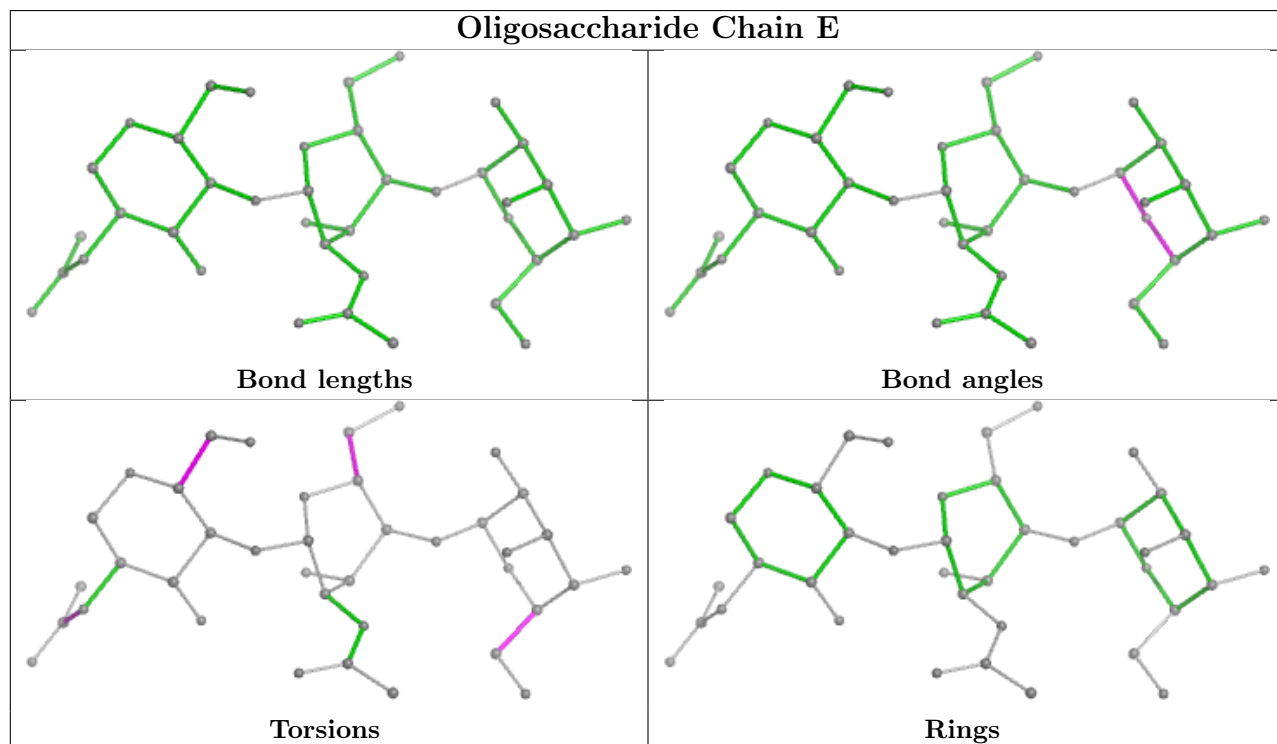 Oligosaccharide Chain E
Bond lengths
Bond angles
Torsions
Rings